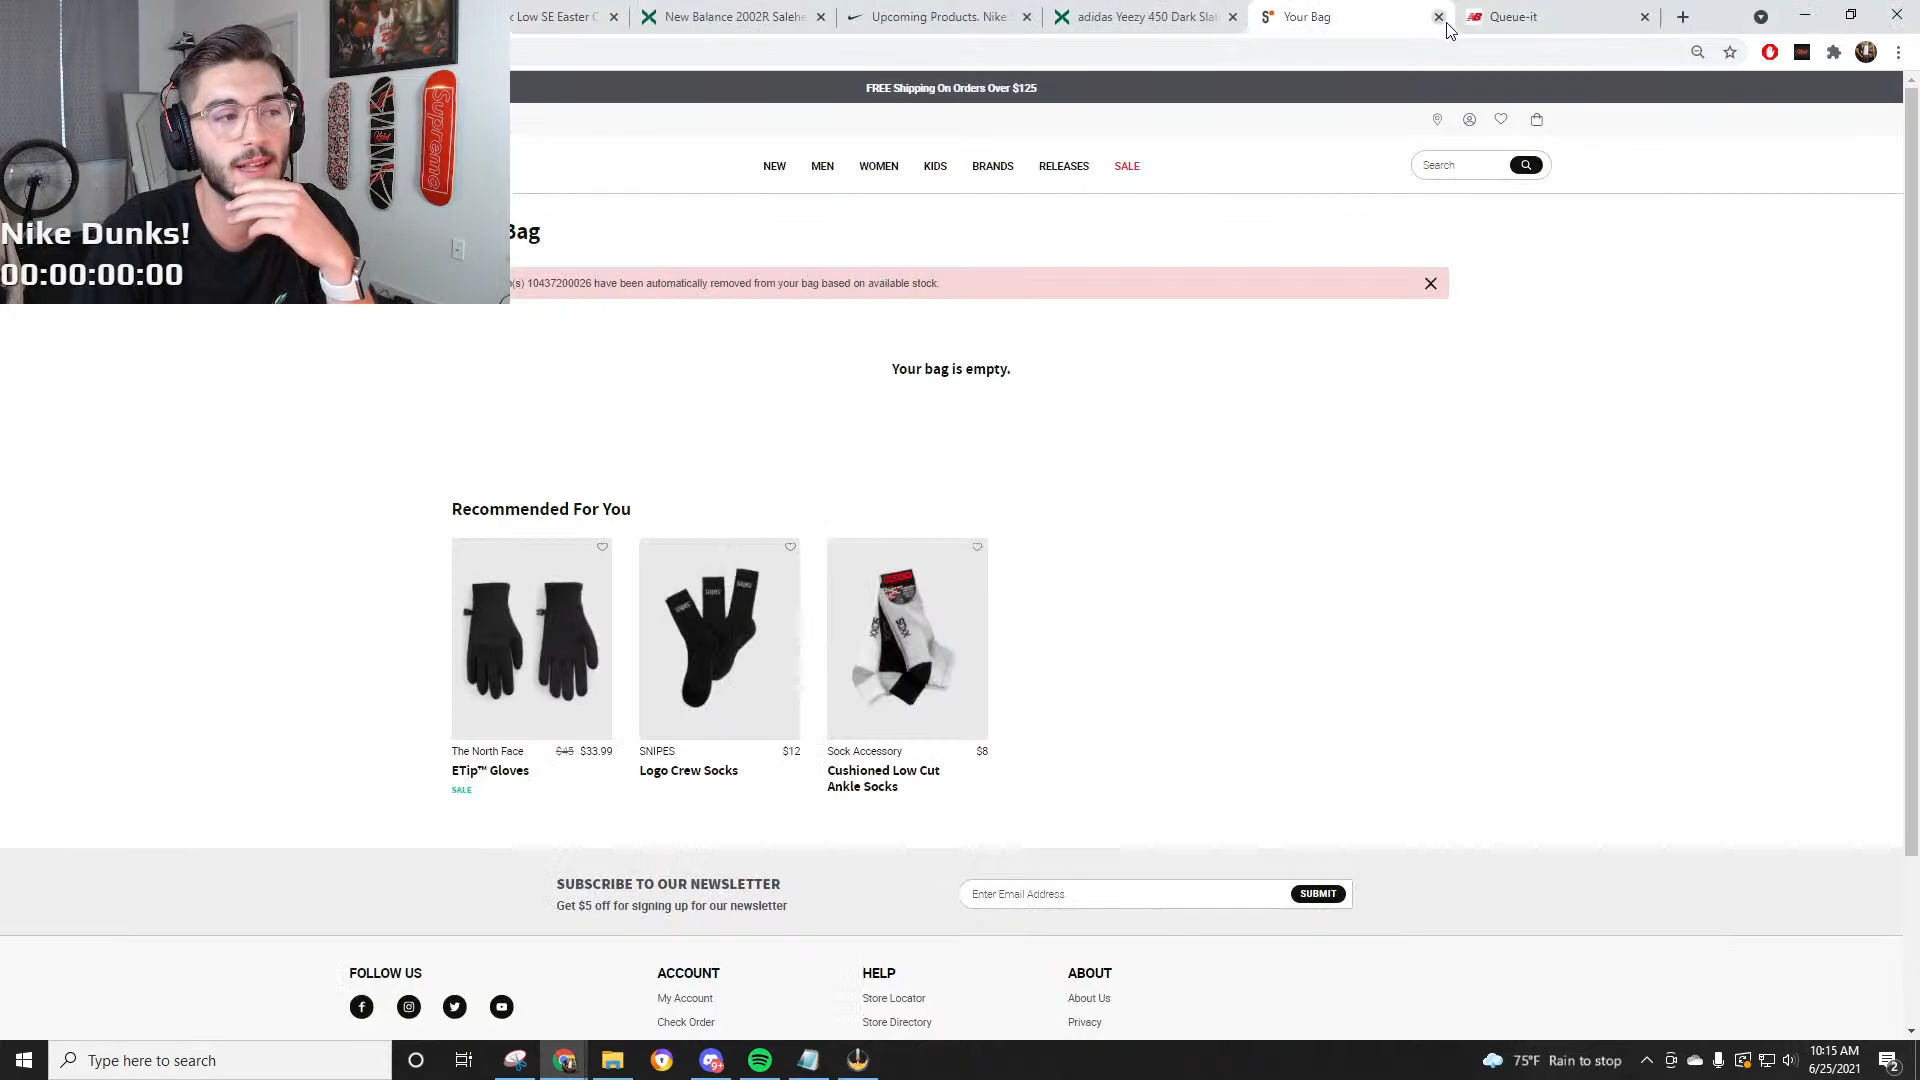 k Low SE Easter C
New Balance 2002R Salehe
Upcoming Products. Nike
adidas Yeezy 450 Dark Slat
Your Bag
Queue-it
FREE Shipping On Orders Over $125
NEW MEN WOMEN KIDS BRANDS RELEASES SALE
Search
Supreme
Nike Dunks!
00:00:00:00
Bag
(s) 10437200026 have been automatically removed from your bag based on available stock.
Your bag is empty.
Recommended For You
The North Face $45 $33.99
ETip™ Gloves
SALE
SNIPES $12
Logo Crew Socks
Sock Accessory $8
Cushioned Low Cut
Ankle Socks
SUBSCRIBE TO OUR NEWSLETTER
Get $5 off for signing up for our newsletter
Enter Email Address
SUBMIT
FOLLOW US
ACCOUNT
My Account
Check Order
HELP
Store Locator
Store Directory
ABOUT
About Us
Privacy
Type here to search
9+
75°F Rain to stop
10:15 AM
6/25/2021
2